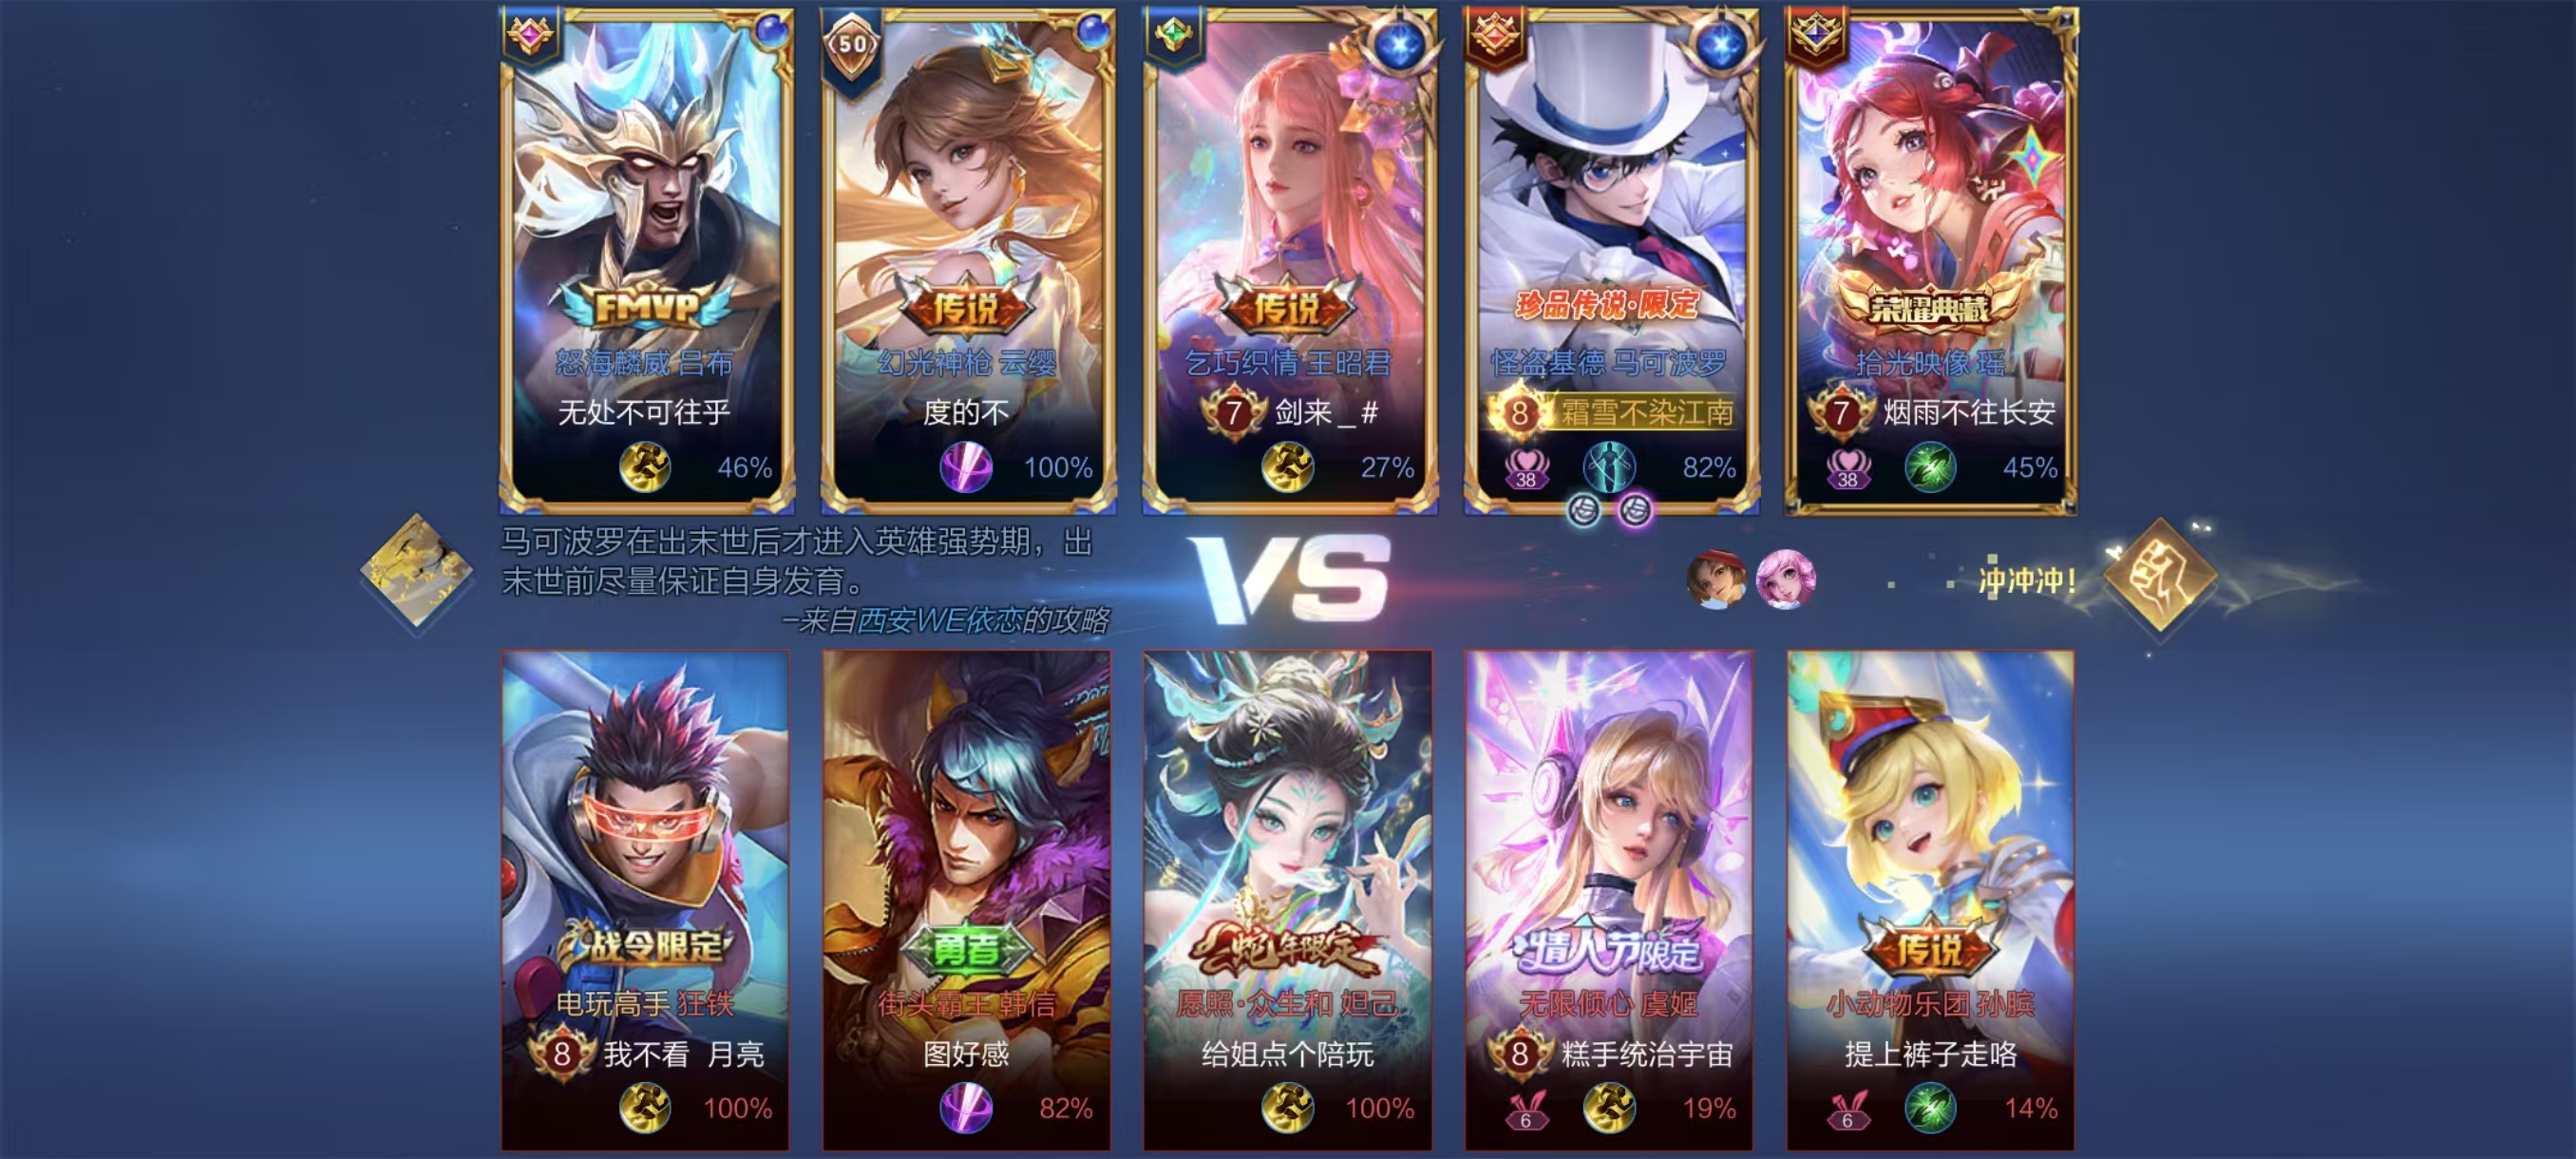 50
FMVP
传说
传说
珍品传说·限定
荣耀典藏
怒海麟威 吕布
幻光神枪 云缨
乞巧织情 王昭君
怪盗基德 马可波罗
拾光映像 瑶
无处不可往乎
度的不
7 剑来_#
8 霜雪不染江南
7 烟雨不往长安
46%
100%
27%
38 82%
38 45%
马可波罗在出末世后才进入英雄强势期，出
末世前尽量保证自身发育。
–来自西安WE依恋的攻略
VS
冲冲冲！
战令限定
勇者
蛇年限定
情人节限定
传说
电玩高手 狂铁
街头霸王 韩信
愿照·众生和 妲己
无限倾心 虞姬
小动物乐团 孙膑
8 我不看 月亮
图好感
给姐点个陪玩
8 糕手统治宇宙
提上裤子走咯
100%
82%
100%
6 19%
6 14%